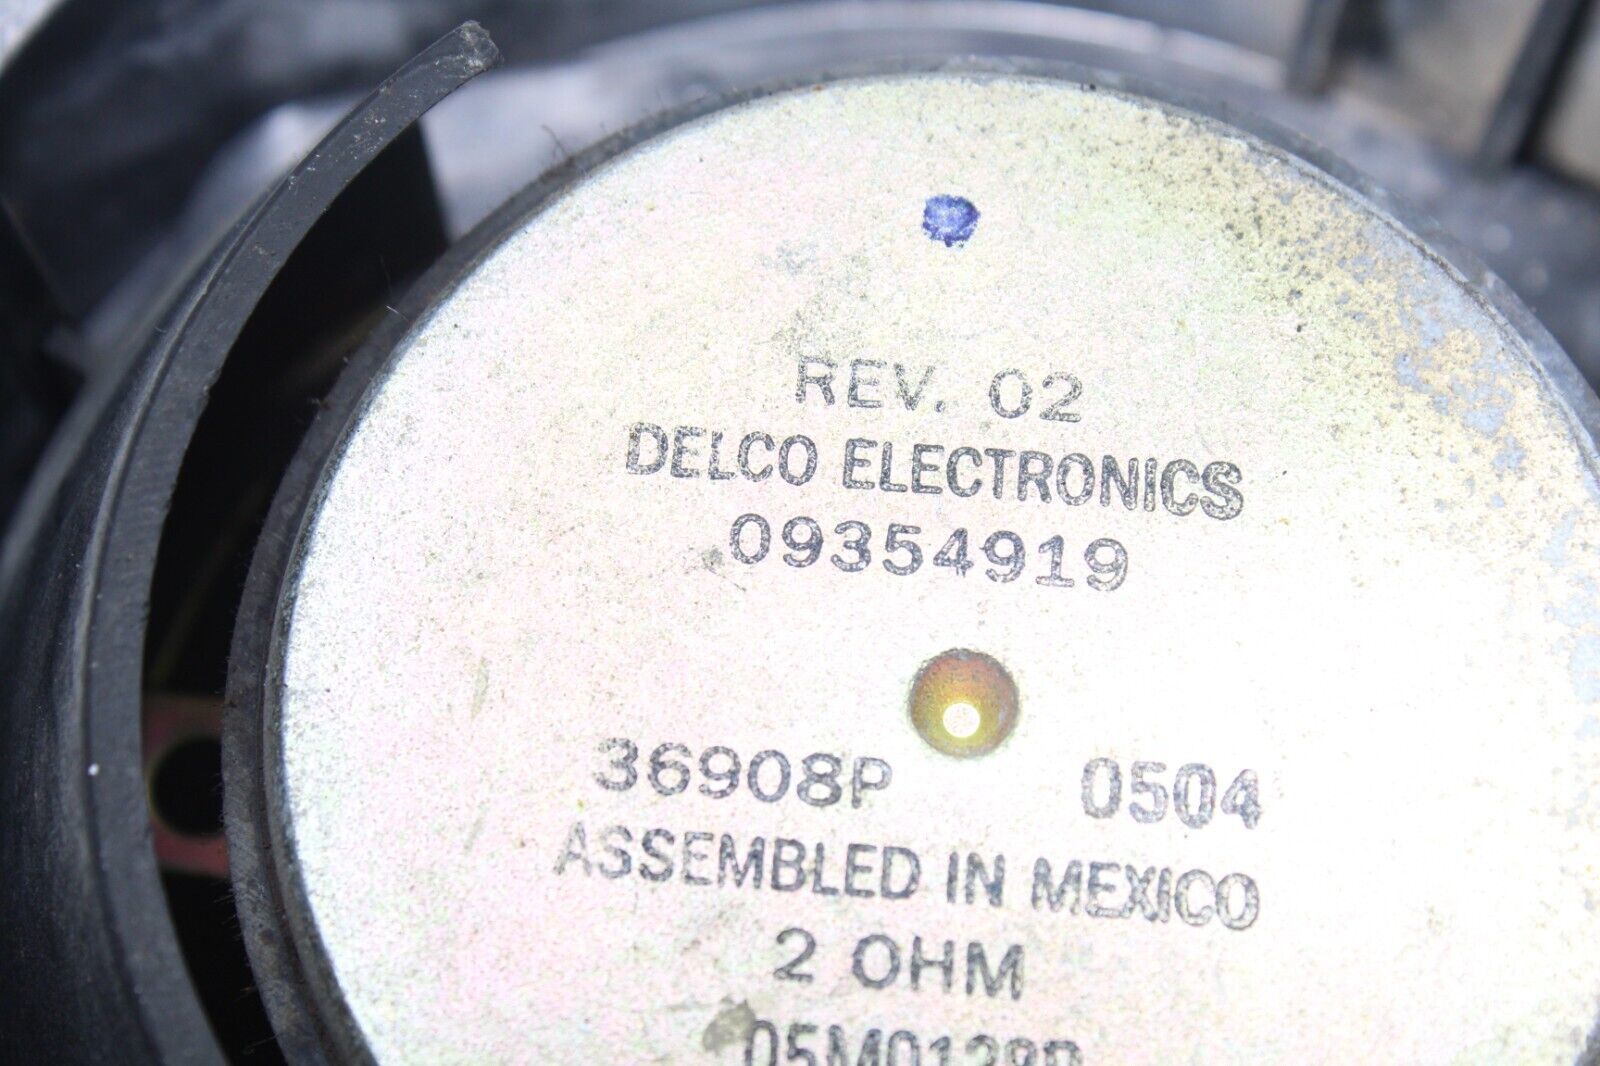 REV. 02
DELCO ELECTRONICS
09354919
36908P 0504
ASSEMBLED IN MEXICO
2 OHM